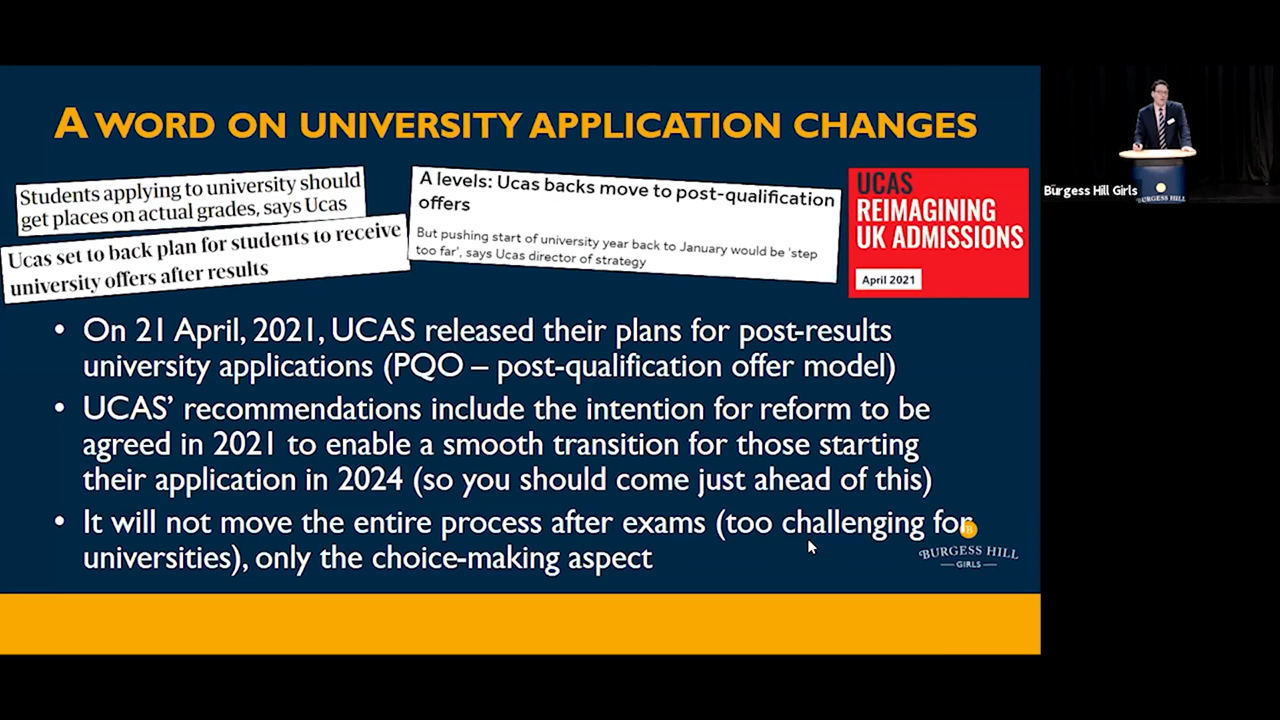 A WORD ON UNIVERSITY APPLICATION CHANGES
Students applying to university should
get places on actual grades, says Ucas
Ucas set to back plan for students to receive
university offers after results
A levels: Ucas backs move to post-qualification
offers
But pushing start of university year back to January would be 'step
too far', says Ucas director of strategy
UCAS
REIMAGINING
UK ADMISSIONS
April 2021
• On 21 April, 2021, UCAS released their plans for post-results
university applications (PQO – post-qualification offer model)
• UCAS' recommendations include the intention for reform to be
agreed in 2021 to enable a smooth transition for those starting
their application in 2024 (so you should come just ahead of this)
• It will not move the entire process after exams (too challenging for
universities), only the choice-making aspect
BURGESS HILL
GIRLS
Burgess Hill Girls
BURGESS HILL